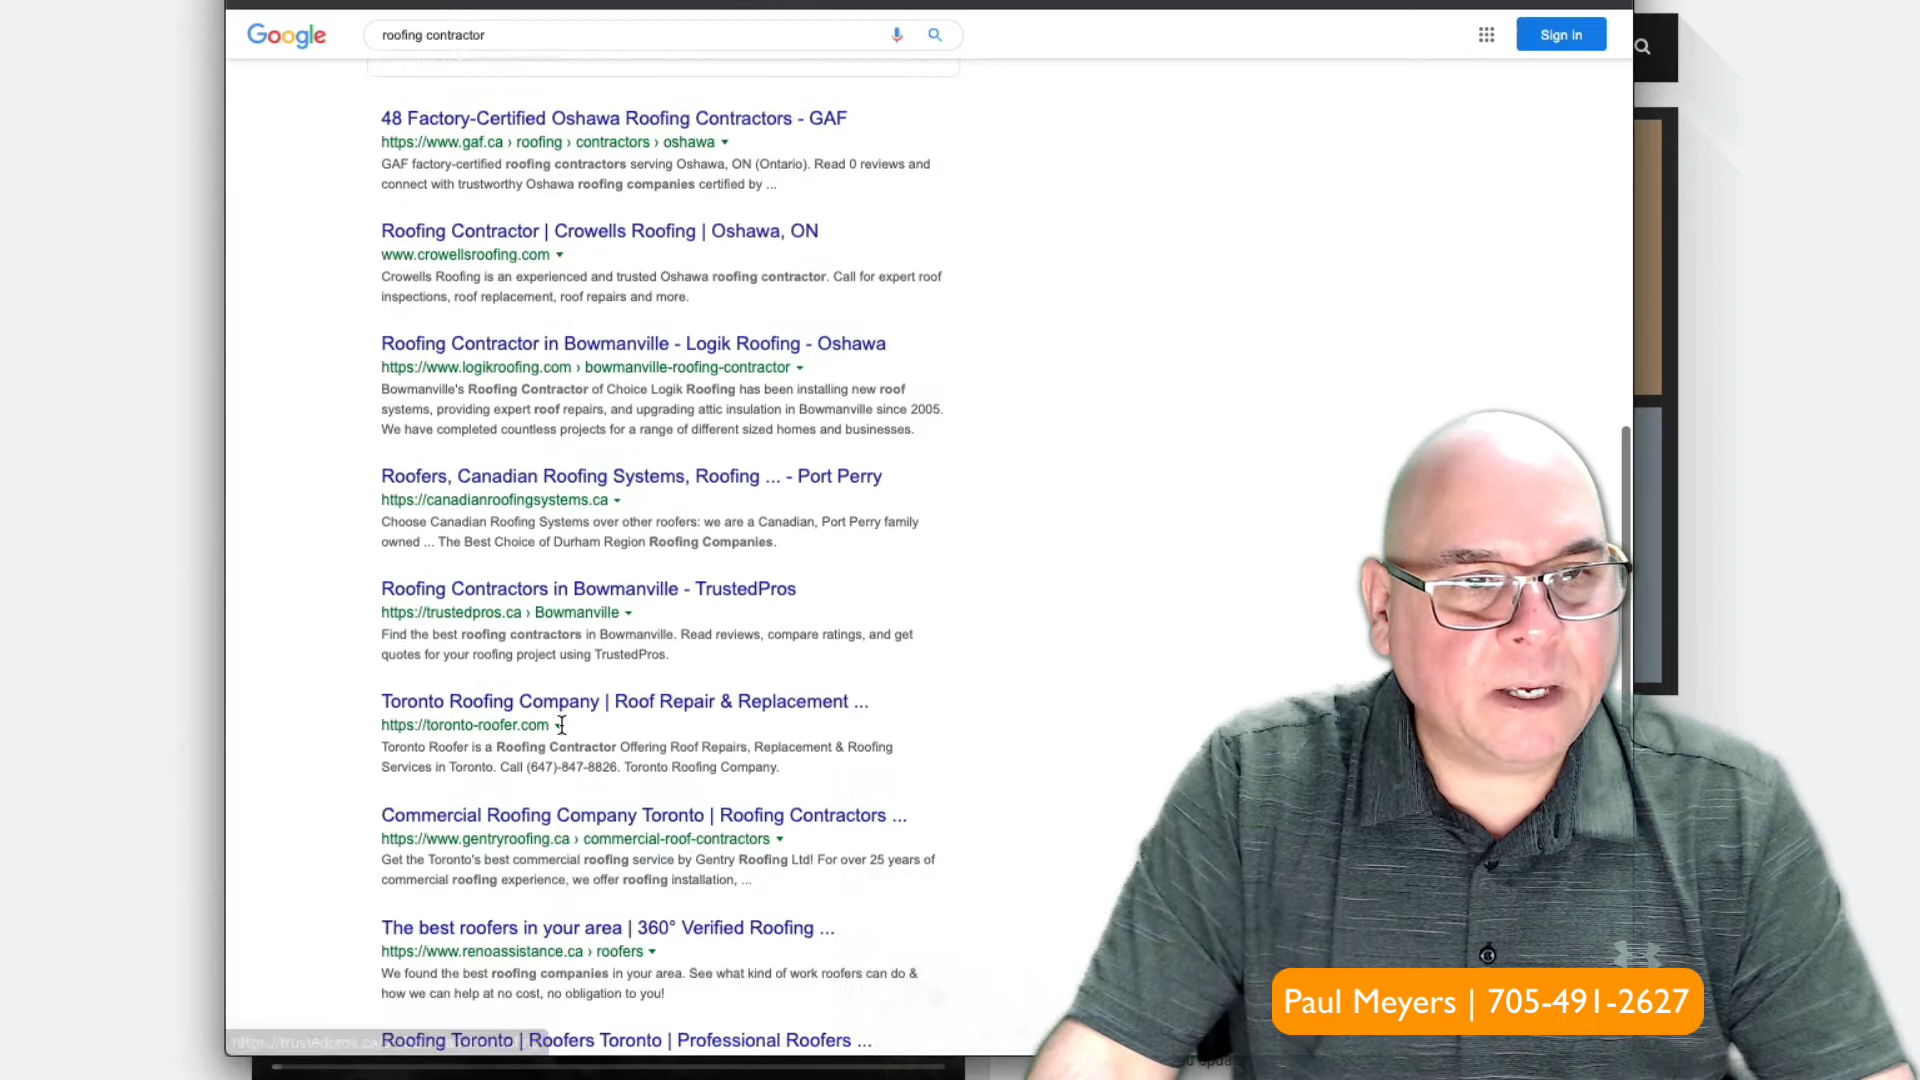 Google
roofing contractor
Sign in
48 Factory-Certified Oshawa Roofing Contractors - GAF
https://www.gaf.ca › roofing › contractors › oshawa
GAF factory-certified roofing contractors serving Oshawa, ON (Ontario). Read 0 reviews and
connect with trustworthy Oshawa roofing companies certified by ...
Roofing Contractor | Crowells Roofing | Oshawa, ON
www.crowellsroofing.com
Crowells Roofing is an experienced and trusted Oshawa roofing contractor. Call for expert roof
inspections, roof replacement, roof repairs and more.
Roofing Contractor in Bowmanville - Logik Roofing - Oshawa
https://www.logikroofing.com › bowmanville-roofing-contractor
Bowmanville's Roofing Contractor of Choice Logik Roofing has been installing new roof
systems, providing expert roof repairs, and upgrading attic insulation in Bowmanville since 2005.
We have completed countless projects for a range of different sized homes and businesses.
Roofers, Canadian Roofing Systems, Roofing ... - Port Perry
https://canadianroofingsystems.ca
Choose Canadian Roofing Systems over other roofers: we are a Canadian, Port Perry family
owned ... The Best Choice of Durham Region Roofing Companies.
Roofing Contractors in Bowmanville - TrustedPros
https://trustedpros.ca › Bowmanville
Find the best roofing contractors in Bowmanville. Read reviews, compare ratings, and get
quotes for your roofing project using TrustedPros.
Toronto Roofing Company | Roof Repair & Replacement ...
https://toronto-roofer.com
Toronto Roofer is a Roofing Contractor Offering Roof Repairs, Replacement & Roofing
Services in Toronto. Call (647)-847-8826. Toronto Roofing Company.
Commercial Roofing Company Toronto | Roofing Contractors ...
https://www.gentryroofing.ca › commercial-roof-contractors
Get the Toronto's best commercial roofing service by Gentry Roofing Ltd! For over 25 years of
commercial roofing experience, we offer roofing installation, ...
The best roofers in your area | 360° Verified Roofing ...
https://www.renoassistance.ca › roofers
We found the best roofing companies in your area. See what kind of work roofers can do &
how we can help at no cost, no obligation to you!
Roofing Toronto | Roofers Toronto | Professional Roofers ...
Paul Meyers | 705-491-2627